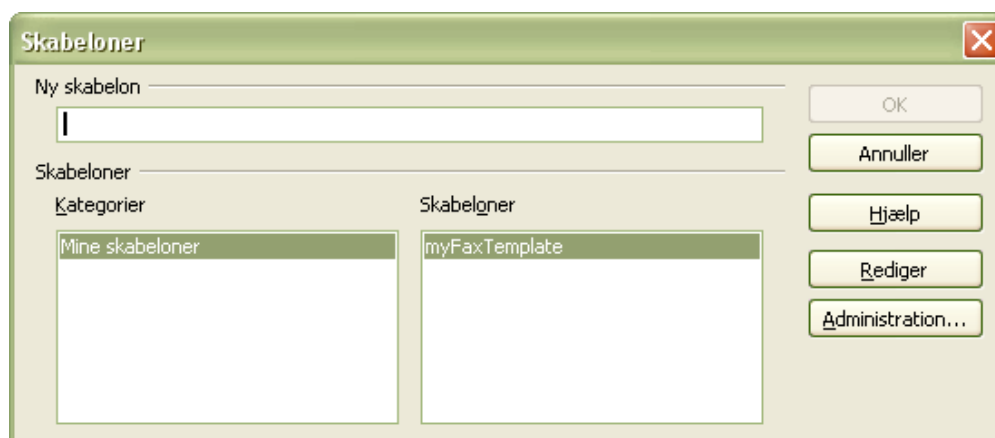 Skabeloner
Ny skabelon
OK
Annuller
Skabeloner
Kategorier
Skabeloner
Hjælp
Mine skabeloner
myFaxTemplate
Rediger
Administration...